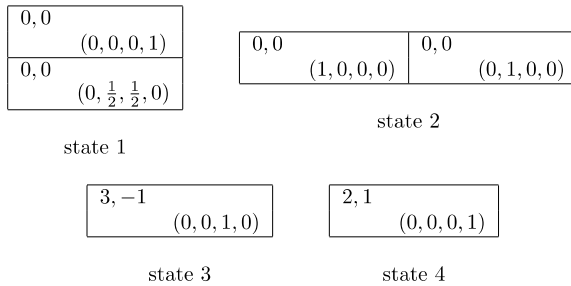 0, 0
(0, 0, 0, 1)
0, 0
(0, 1/2, 1/2, 0)
state 1
0, 0
(1, 0, 0, 0)
0, 0
(0, 1, 0, 0)
state 2
3, −1
(0, 0, 1, 0)
state 3
2, 1
(0, 0, 0, 1)
state 4